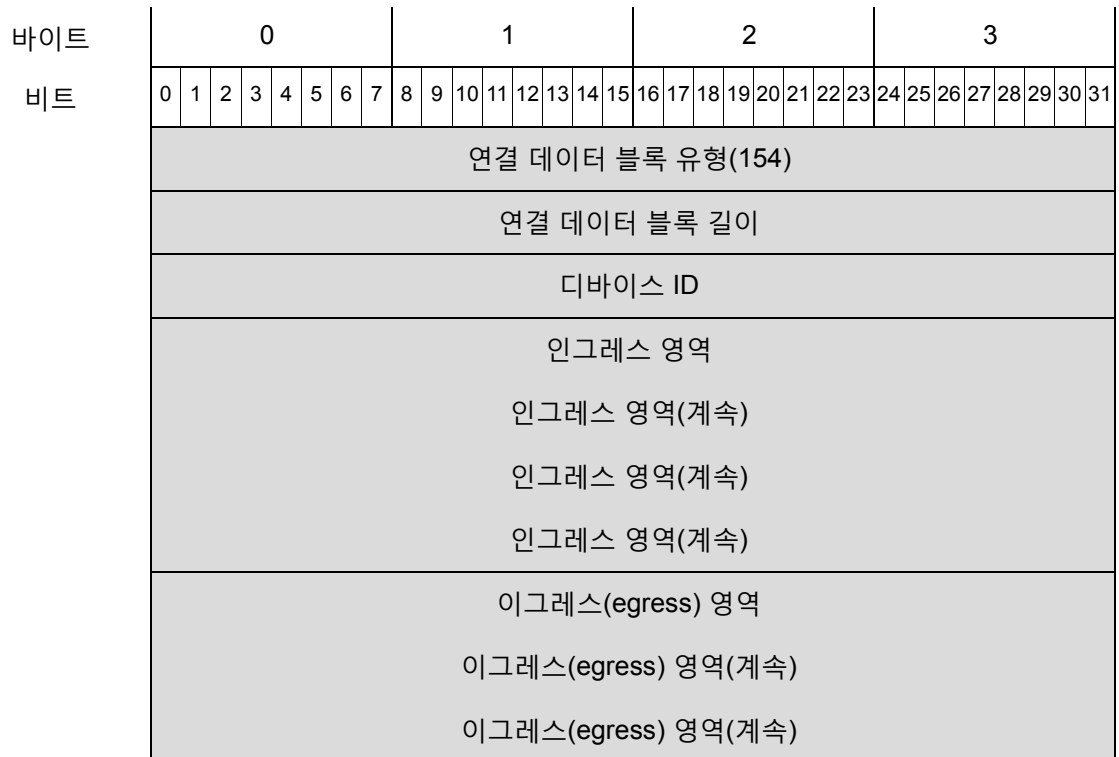 바이트 0 1 2 3
비트 0 1 2 3 4 5 6 7 8 9 10 11 12 13 14 15 16 17 18 19 20 21 22 23 24 25 26 27 28 29 30 31
연결 데이터 블록 유형(154)
연결 데이터 블록 길이
디바이스 ID
인그레스 영역
인그레스 영역(계속)
인그레스 영역(계속)
인그레스 영역(계속)
이그레스(egress) 영역
이그레스(egress) 영역(계속)
이그레스(egress) 영역(계속)